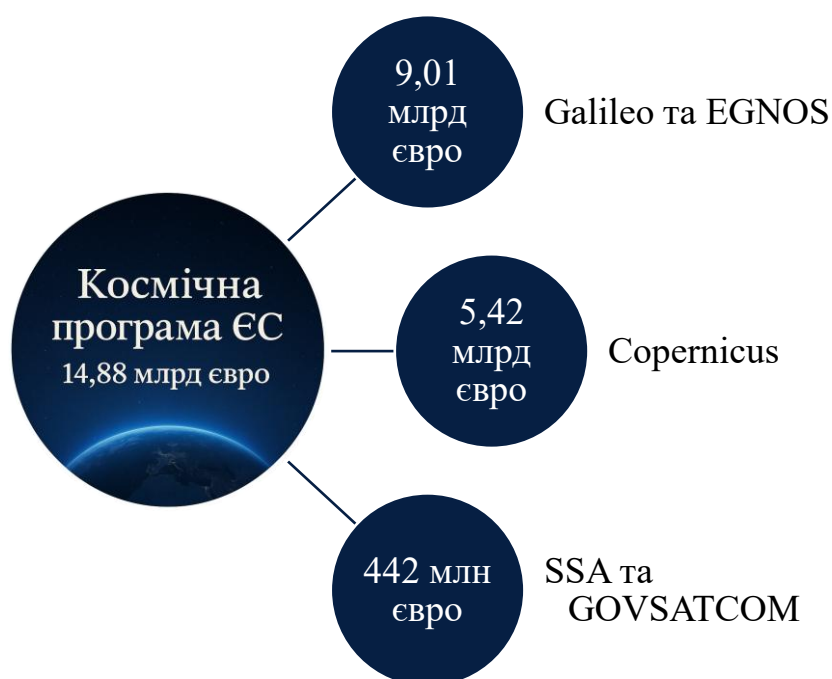 9,01
млрд
євро
Galileo та EGNOS
Космічна
програма ЄС
14,88 млрд євро
5,42
млрд
євро
Copernicus
442 млн
євро
SSA та
GOVSATCOM